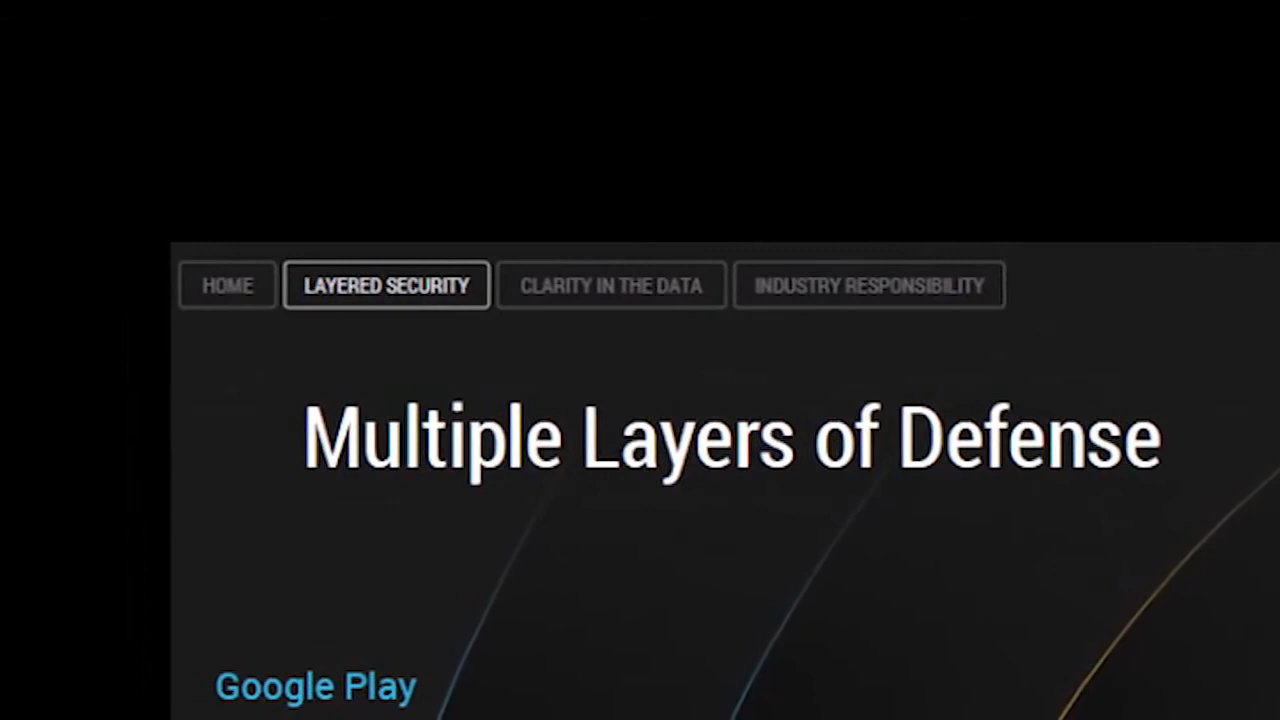 HOME LAYERED SECURITY CLARITY IN THE DATA INDUSTRY RESPONSIBILITY
Multiple Layers of Defense
Google Play